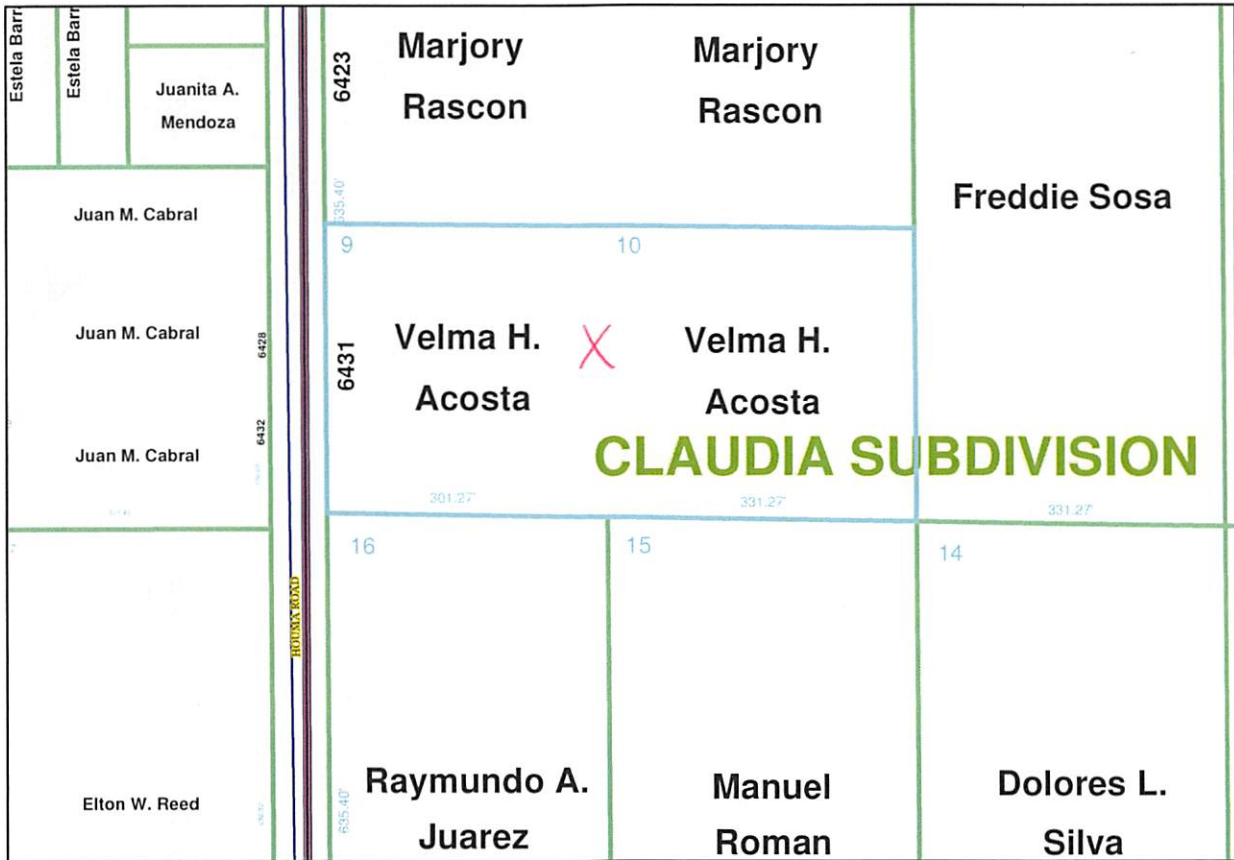 Estela Barr
Estela Barr
Juanita A.
Mendoza
6423
Marjory
Rascon
Marjory
Rascon
Freddie Sosa
Juan M. Cabral
635.40'
9
10
Juan M. Cabral
6428
6431
Velma H.
Acosta
X
Velma H.
Acosta
Juan M. Cabral
6432
CLAUDIA SUBDIVISION
301.27'
331.27'
331.27'
16
15
14
HOUMA ROAD
Elton W. Reed
635.40'
Raymundo A.
Juarez
Manuel
Roman
Dolores L.
Silva